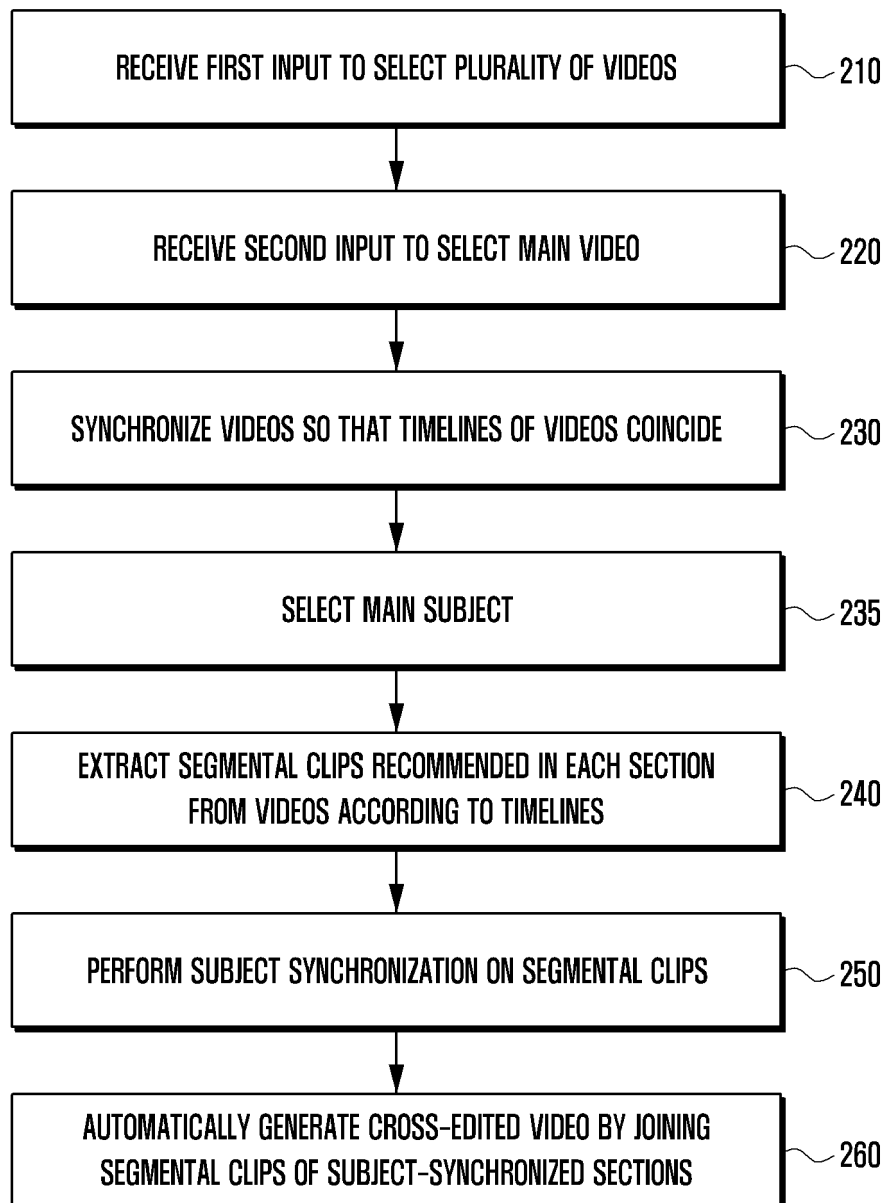 RECEIVE FIRST INPUT TO SELECT PLURALITY OF VIDEOS
210
RECEIVE SECOND INPUT TO SELECT MAIN VIDEO
220
SYNCHRONIZE VIDEOS SO THAT TIMELINES OF VIDEOS COINCIDE
230
SELECT MAIN SUBJECT
235
EXTRACT SEGMENTAL CLIPS RECOMMENDED IN EACH SECTION
FROM VIDEOS ACCORDING TO TIMELINES
240
PERFORM SUBJECT SYNCHRONIZATION ON SEGMENTAL CLIPS
250
AUTOMATICALLY GENERATE CROSS-EDITED VIDEO BY JOINING
SEGMENTAL CLIPS OF SUBJECT-SYNCHRONIZED SECTIONS
260